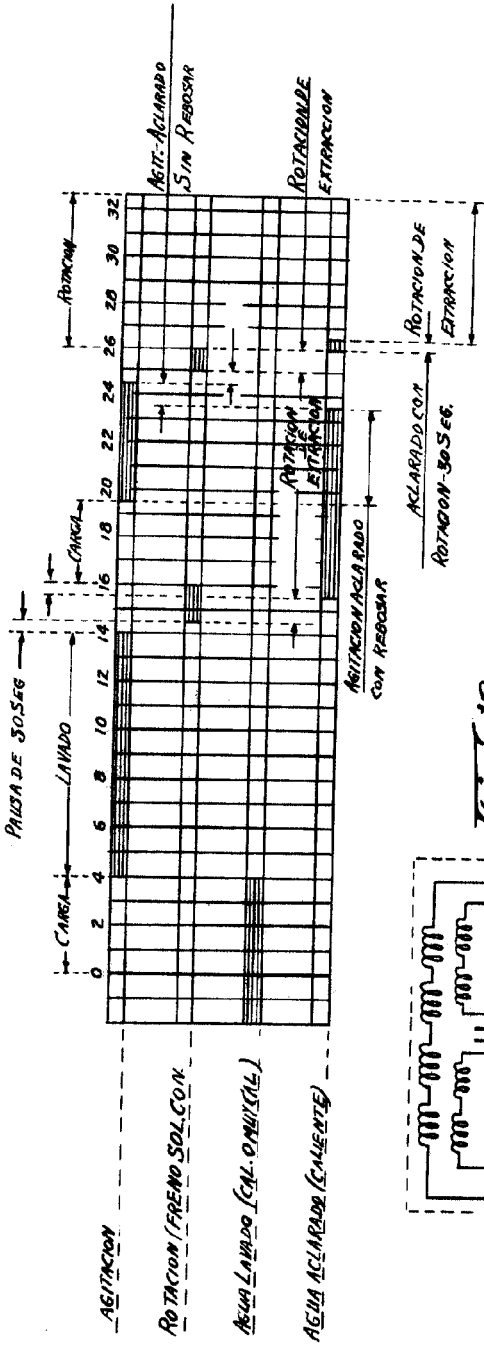 PAUSA DE 30 SEG
CARGA
LAVADO
CARGA
ROTACION
AGIT.-ACLARADO
SIN REBOSAR
0 2 4 6 8 10 12 14 16 18 20 22 24 26 28 30 32
AGITACION
ROTACION (FRENO SOL. CON.
AGUA LAVADO (CAL. O MUY CAL)
AGUA ACLARADO (CALIENTE)
ROTACION
DE
EXTRACCION
ROTACION DE
EXTRACCION
AGITACION ACLARADO
CON REBOSAR
ACLARADO CON
ROTACION-30 SEG.
ROTACION DE
EXTRACCION